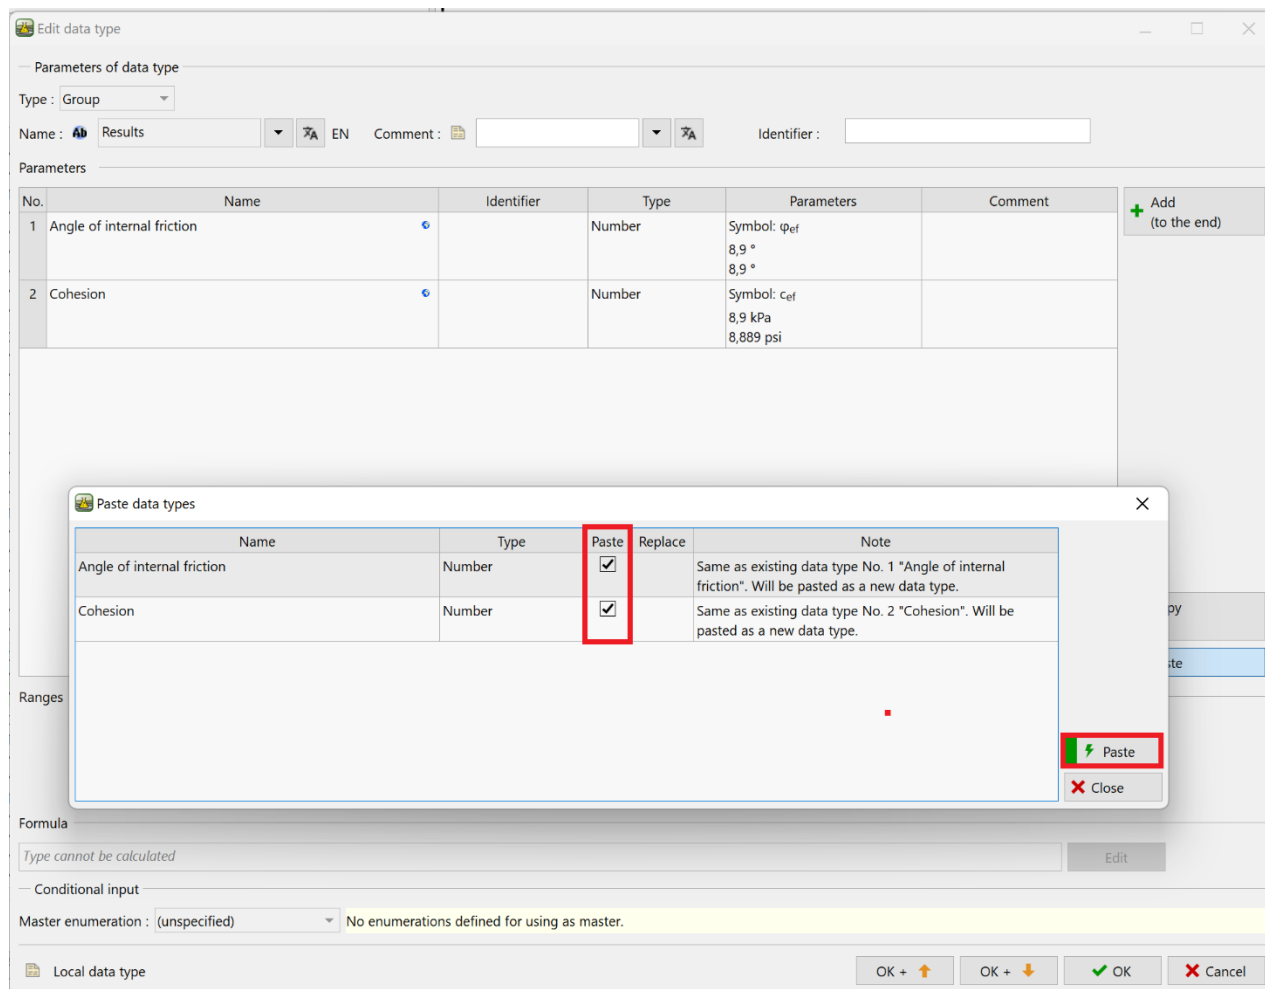 Edit data type
Parameters of data type
Type : Group
Name : Ab Results EN Comment : Identifier :
Parameters
No. Name Identifier Type Parameters Comment
Add
(to the end)
1 Angle of internal friction Number Symbol: φef
8,9 °
8,9 °
2 Cohesion Number Symbol: cef
8,9 kPa
8,889 psi
Paste data types
Name Type Paste Replace Note
Angle of internal friction Number Same as existing data type No. 1 "Angle of internal
friction". Will be pasted as a new data type.
Cohesion Number Same as existing data type No. 2 "Cohesion". Will be
pasted as a new data type.
py
ste
Ranges
Paste
Close
Formula
Type cannot be calculated Edit
Conditional input
Master enumeration : (unspecified) No enumerations defined for using as master.
Local data type OK + OK + OK Cancel